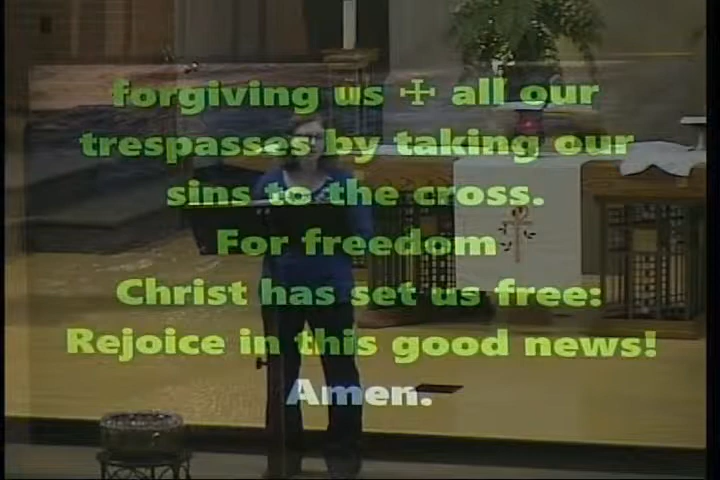 forgiving us ☩ all our
trespasses by taking our
sins to the cross.
For freedom
Christ has set us free:
Rejoice in this good news!
Amen.